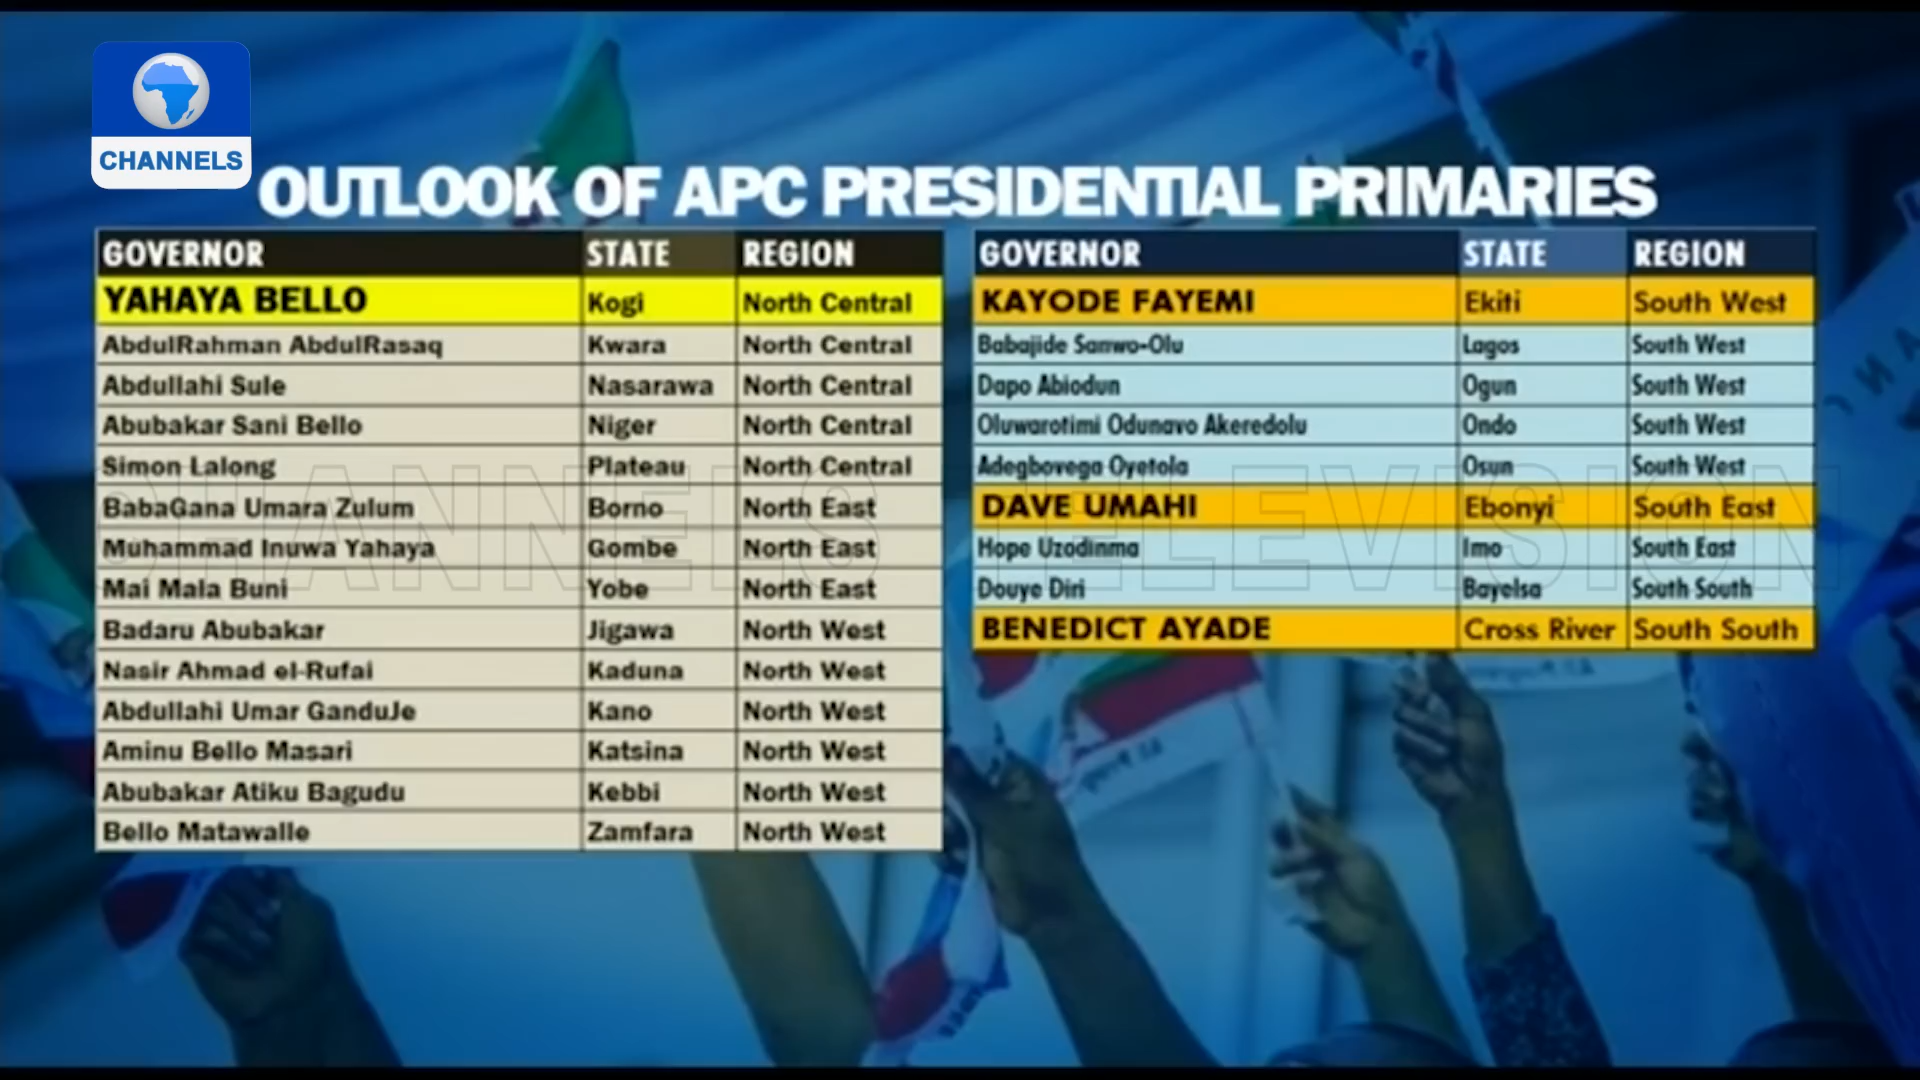 CHANNELS
OUTLOOK OF APC PRESIDENTIAL PRIMARIES
GOVERNOR STATE REGION
YAHAYA BELLO Kogi North Central
AbdulRahman AbdulRasaq Kwara North Central
Abdullahi Sule Nasarawa North Central
Abubakar Sani Bello Niger North Central
Simon Lalong Plateau North Central
BabaGana Umara Zulum Borno North East
Muhammad Inuwa Yahaya Gombe North East
Mai Mala Buni Yobe North East
Badaru Abubakar Jigawa North West
Nasir Ahmad el-Rufai Kaduna North West
Abdullahi Umar GanduJe Kano North West
Aminu Bello Masari Katsina North West
Abubakar Atiku Bagudu Kebbi North West
Bello Matawalle Zamfara North West
GOVERNOR STATE REGION
KAYODE FAYEMI Ekiti South West
Babajide Sanwo-Olu Lagos South West
Dapo Abiodun Ogun South West
Oluwarotimi Odunavo Akeredolu Ondo South West
Adegbovega Oyetola Osun South West
DAVE UMAHI Ebonyi South East
Hope Uzodinma Imo South East
Douye Diri Bayelsa South South
BENEDICT AYADE Cross River South South
CHANNELS TELEVISION